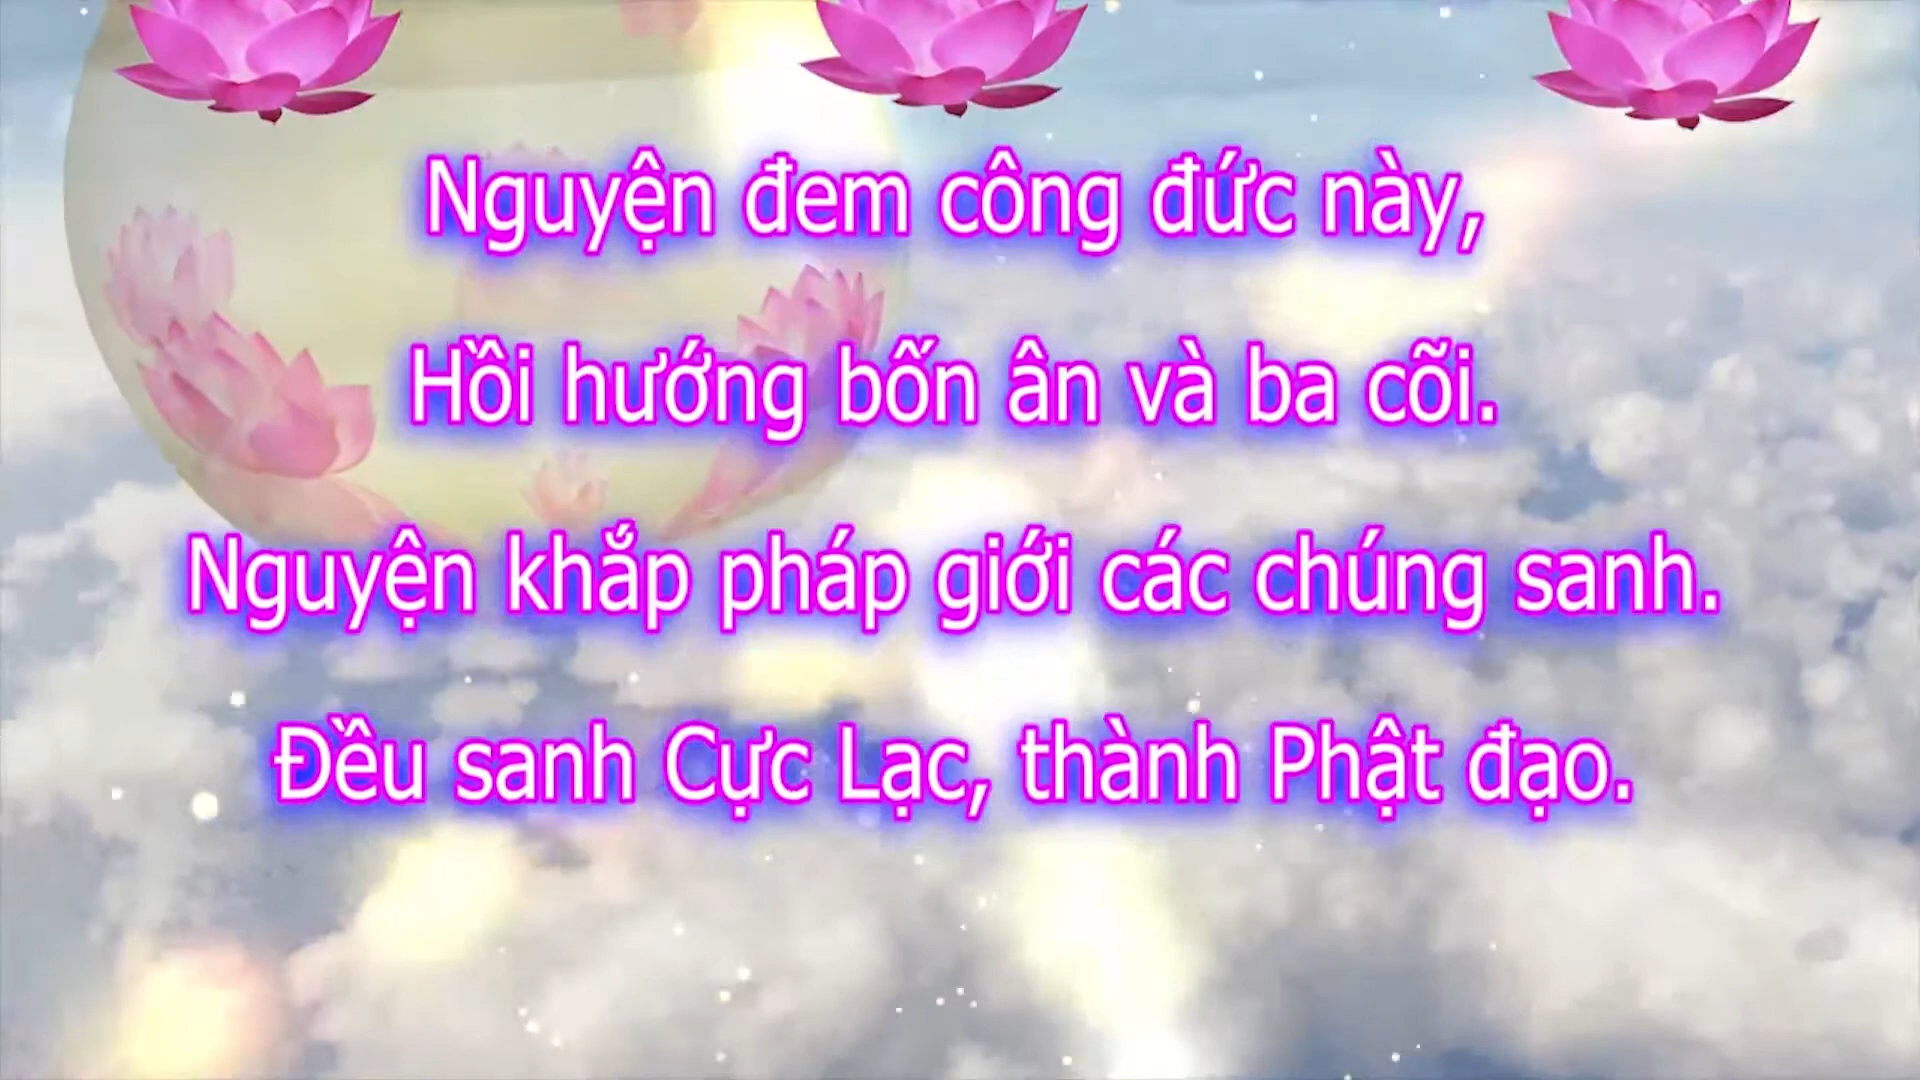 Nguyện đem công đức này,
Hồi hướng bốn ân và ba cõi.
Nguyện khắp pháp giới các chúng sanh.
Đều sanh Cực Lạc, thành Phật đạo.